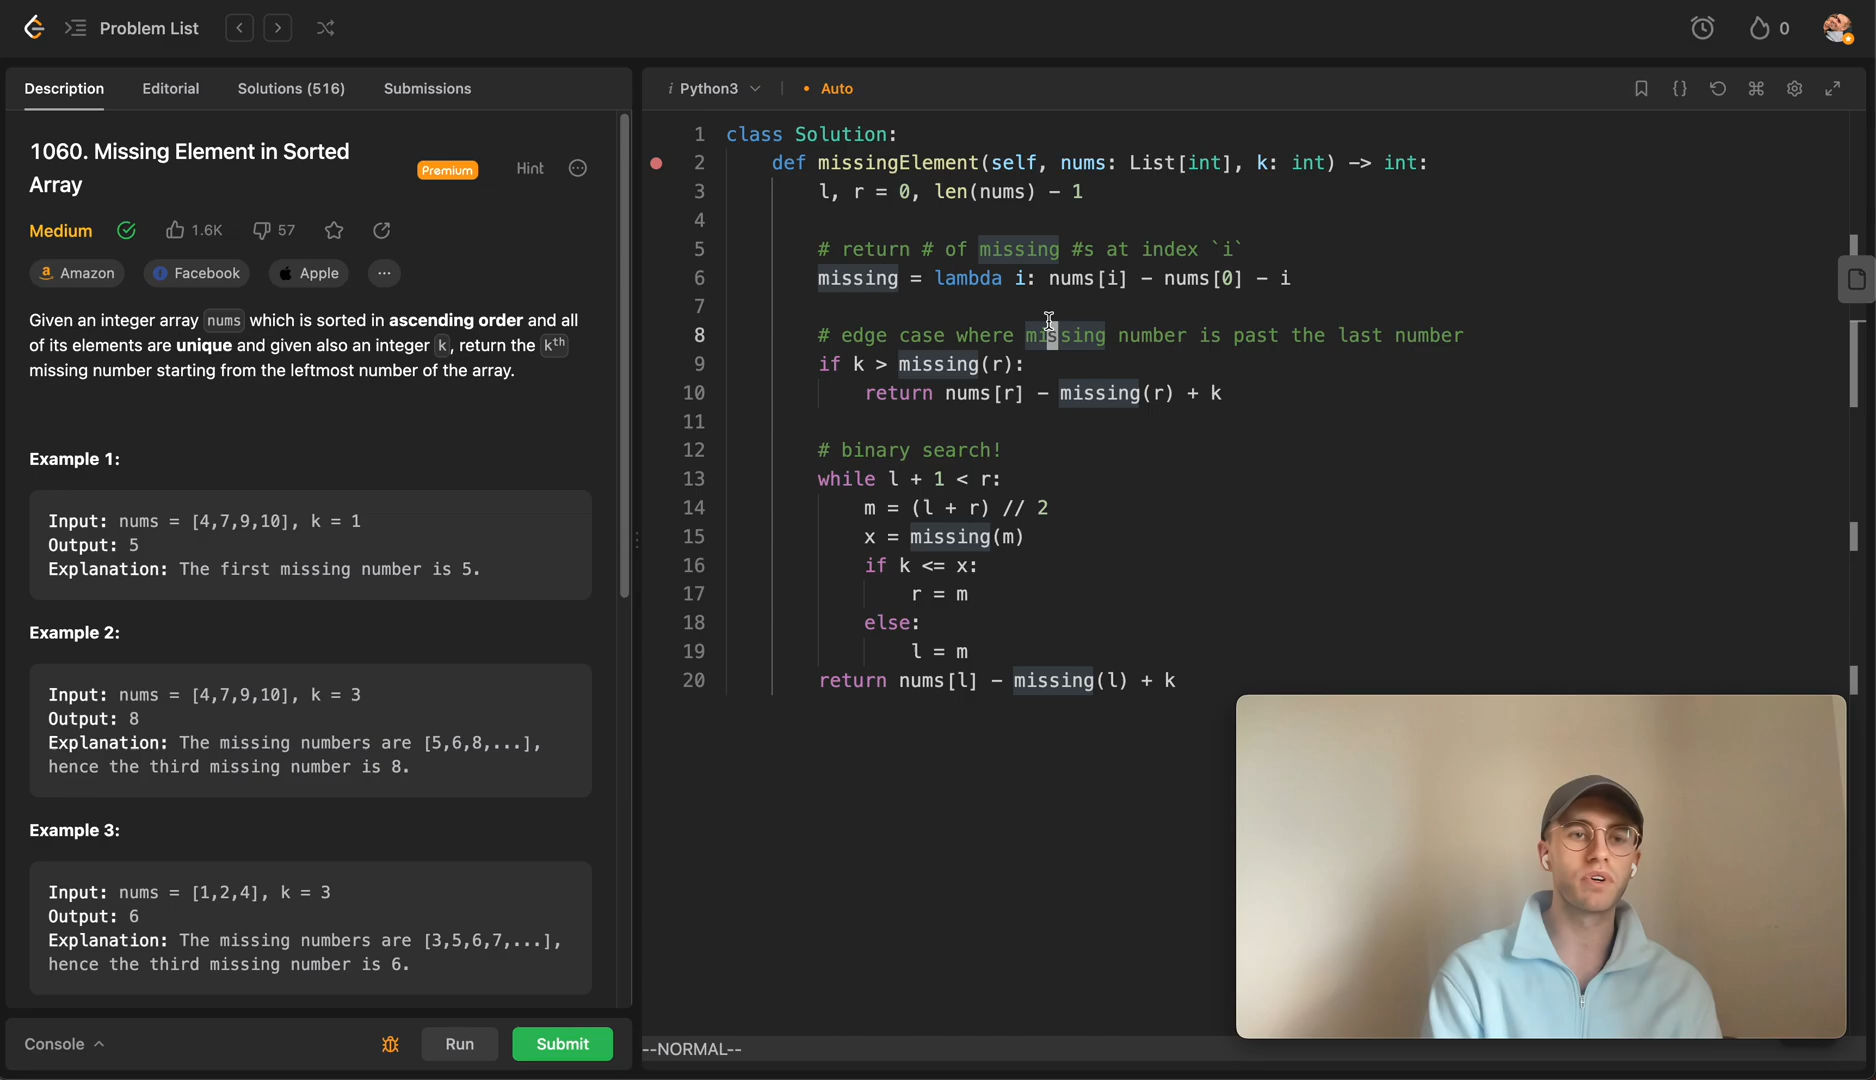 Problem List
0
Description
Editorial
Solutions (516)
Submissions
1060. Missing Element in Sorted
Array
Premium
Hint
Medium
1.6K
57
Amazon
Facebook
Apple
Given an integer array nums which is sorted in ascending order and all
of its elements are unique and given also an integer k, return the kth
missing number starting from the leftmost number of the array.
Example 1:
Input: nums = [4,7,9,10], k = 1
Output: 5
Explanation: The first missing number is 5.
Example 2:
Input: nums = [4,7,9,10], k = 3
Output: 8
Explanation: The missing numbers are [5,6,8,...],
hence the third missing number is 8.
Example 3:
Input: nums = [1,2,4], k = 3
Output: 6
Explanation: The missing numbers are [3,5,6,7,...],
hence the third missing number is 6.
Console
Run
Submit
i Python3
Auto
1 class Solution:
2 def missingElement(self, nums: List[int], k: int) -> int:
3 l, r = 0, len(nums) - 1
4
5 # return # of missing #s at index `i`
6 missing = lambda i: nums[i] - nums[0] - i
7
8 # edge case where missing number is past the last number
9 if k > missing(r):
10 return nums[r] - missing(r) + k
11
12 # binary search!
13 while l + 1 < r:
14 m = (l + r) // 2
15 x = missing(m)
16 if k <= x:
17 r = m
18 else:
19 l = m
20 return nums[l] - missing(l) + k
--NORMAL--